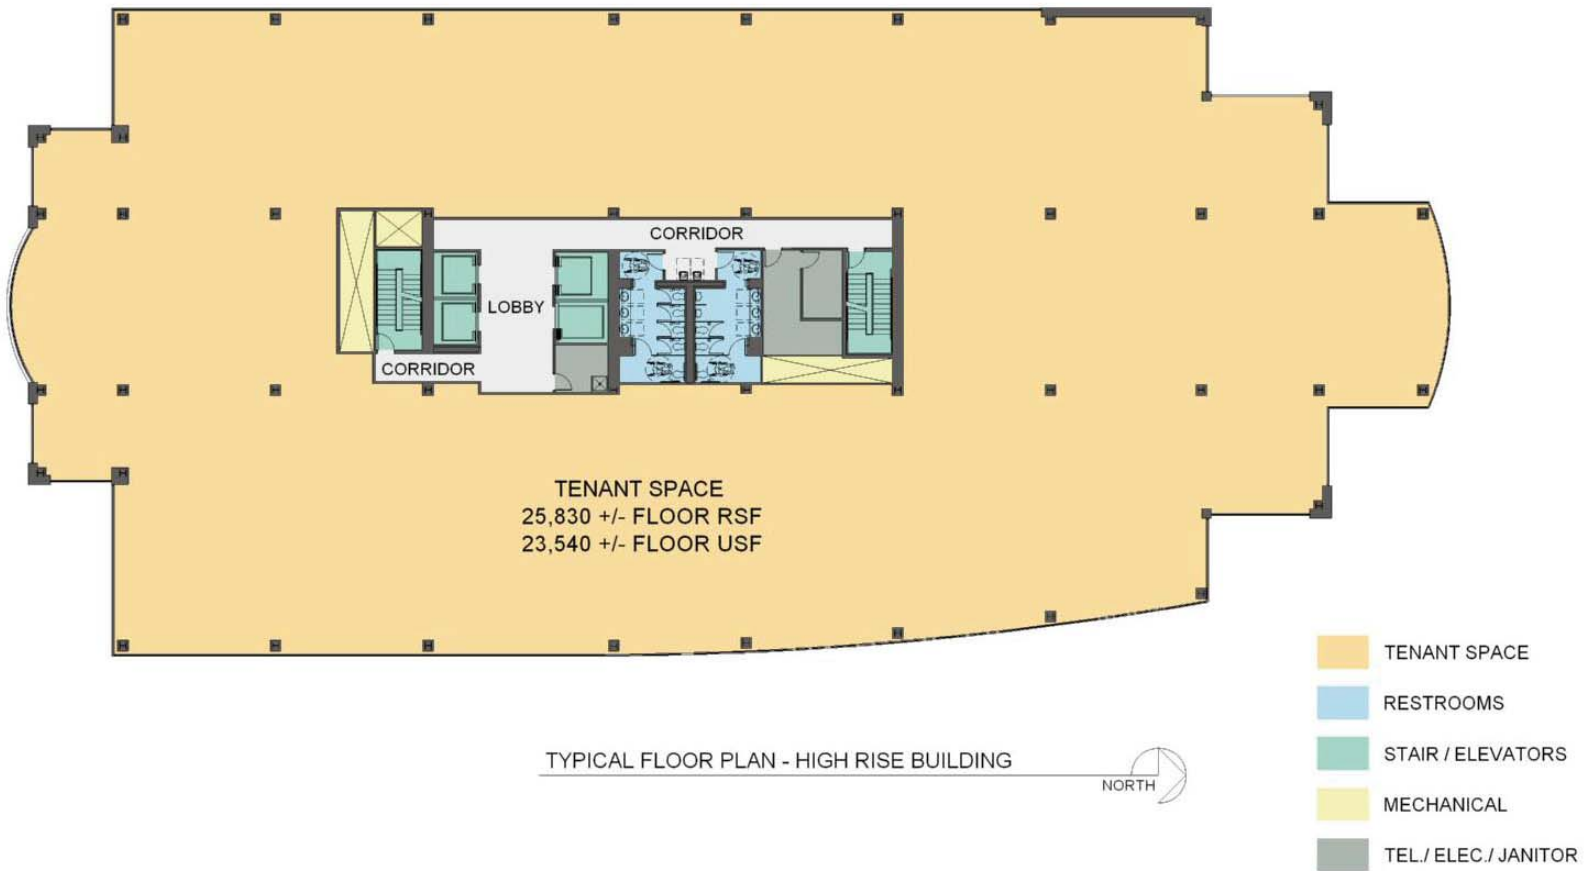 CORRIDOR
LOBBY
CORRIDOR
TENANT SPACE
25,830 +/- FLOOR RSF
23,540 +/- FLOOR USF
TENANT SPACE
RESTROOMS
STAIR / ELEVATORS
MECHANICAL
TEL./ ELEC./ JANITOR
TYPICAL FLOOR PLAN - HIGH RISE BUILDING
NORTH